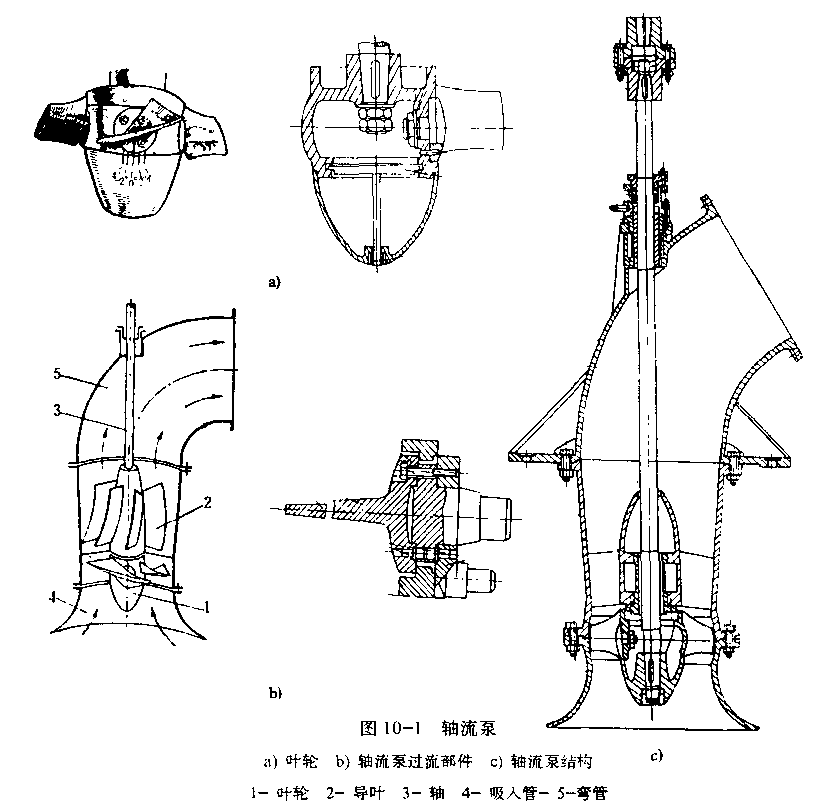 a)
5
3
2
4
1
b)
c)
图10-1 轴流泵
a) 叶轮 b) 轴流泵过流部件 c) 轴流泵结构
1- 叶轮 2- 导叶 3- 轴 4- 吸入管- 5-弯管